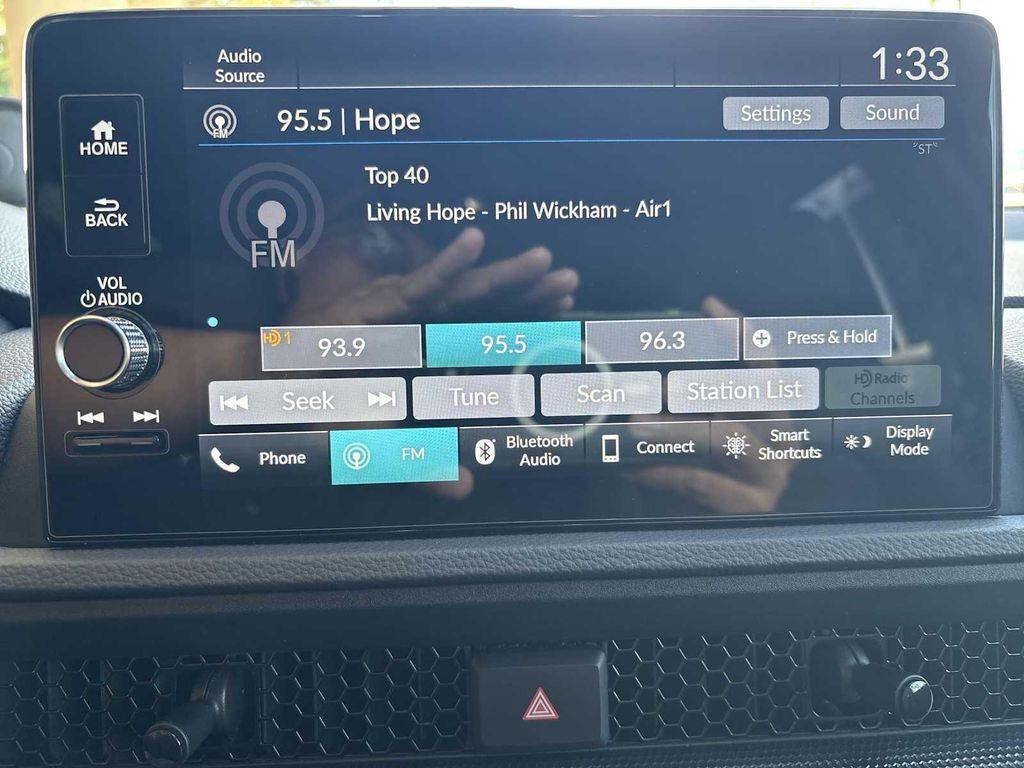 Audio
Source
1:33
HOME
BACK
VOL
AUDIO
FM
95.5 | Hope
Settings
Sound
"ST"
FM
Top 40
Living Hope - Phil Wickham - Air1
HD 1
93.9
95.5
96.3
Press & Hold
Seek
Tune
Scan
Station List
HD Radio
Channels
Phone
FM
Bluetooth
Audio
Connect
Smart
Shortcuts
Display
Mode